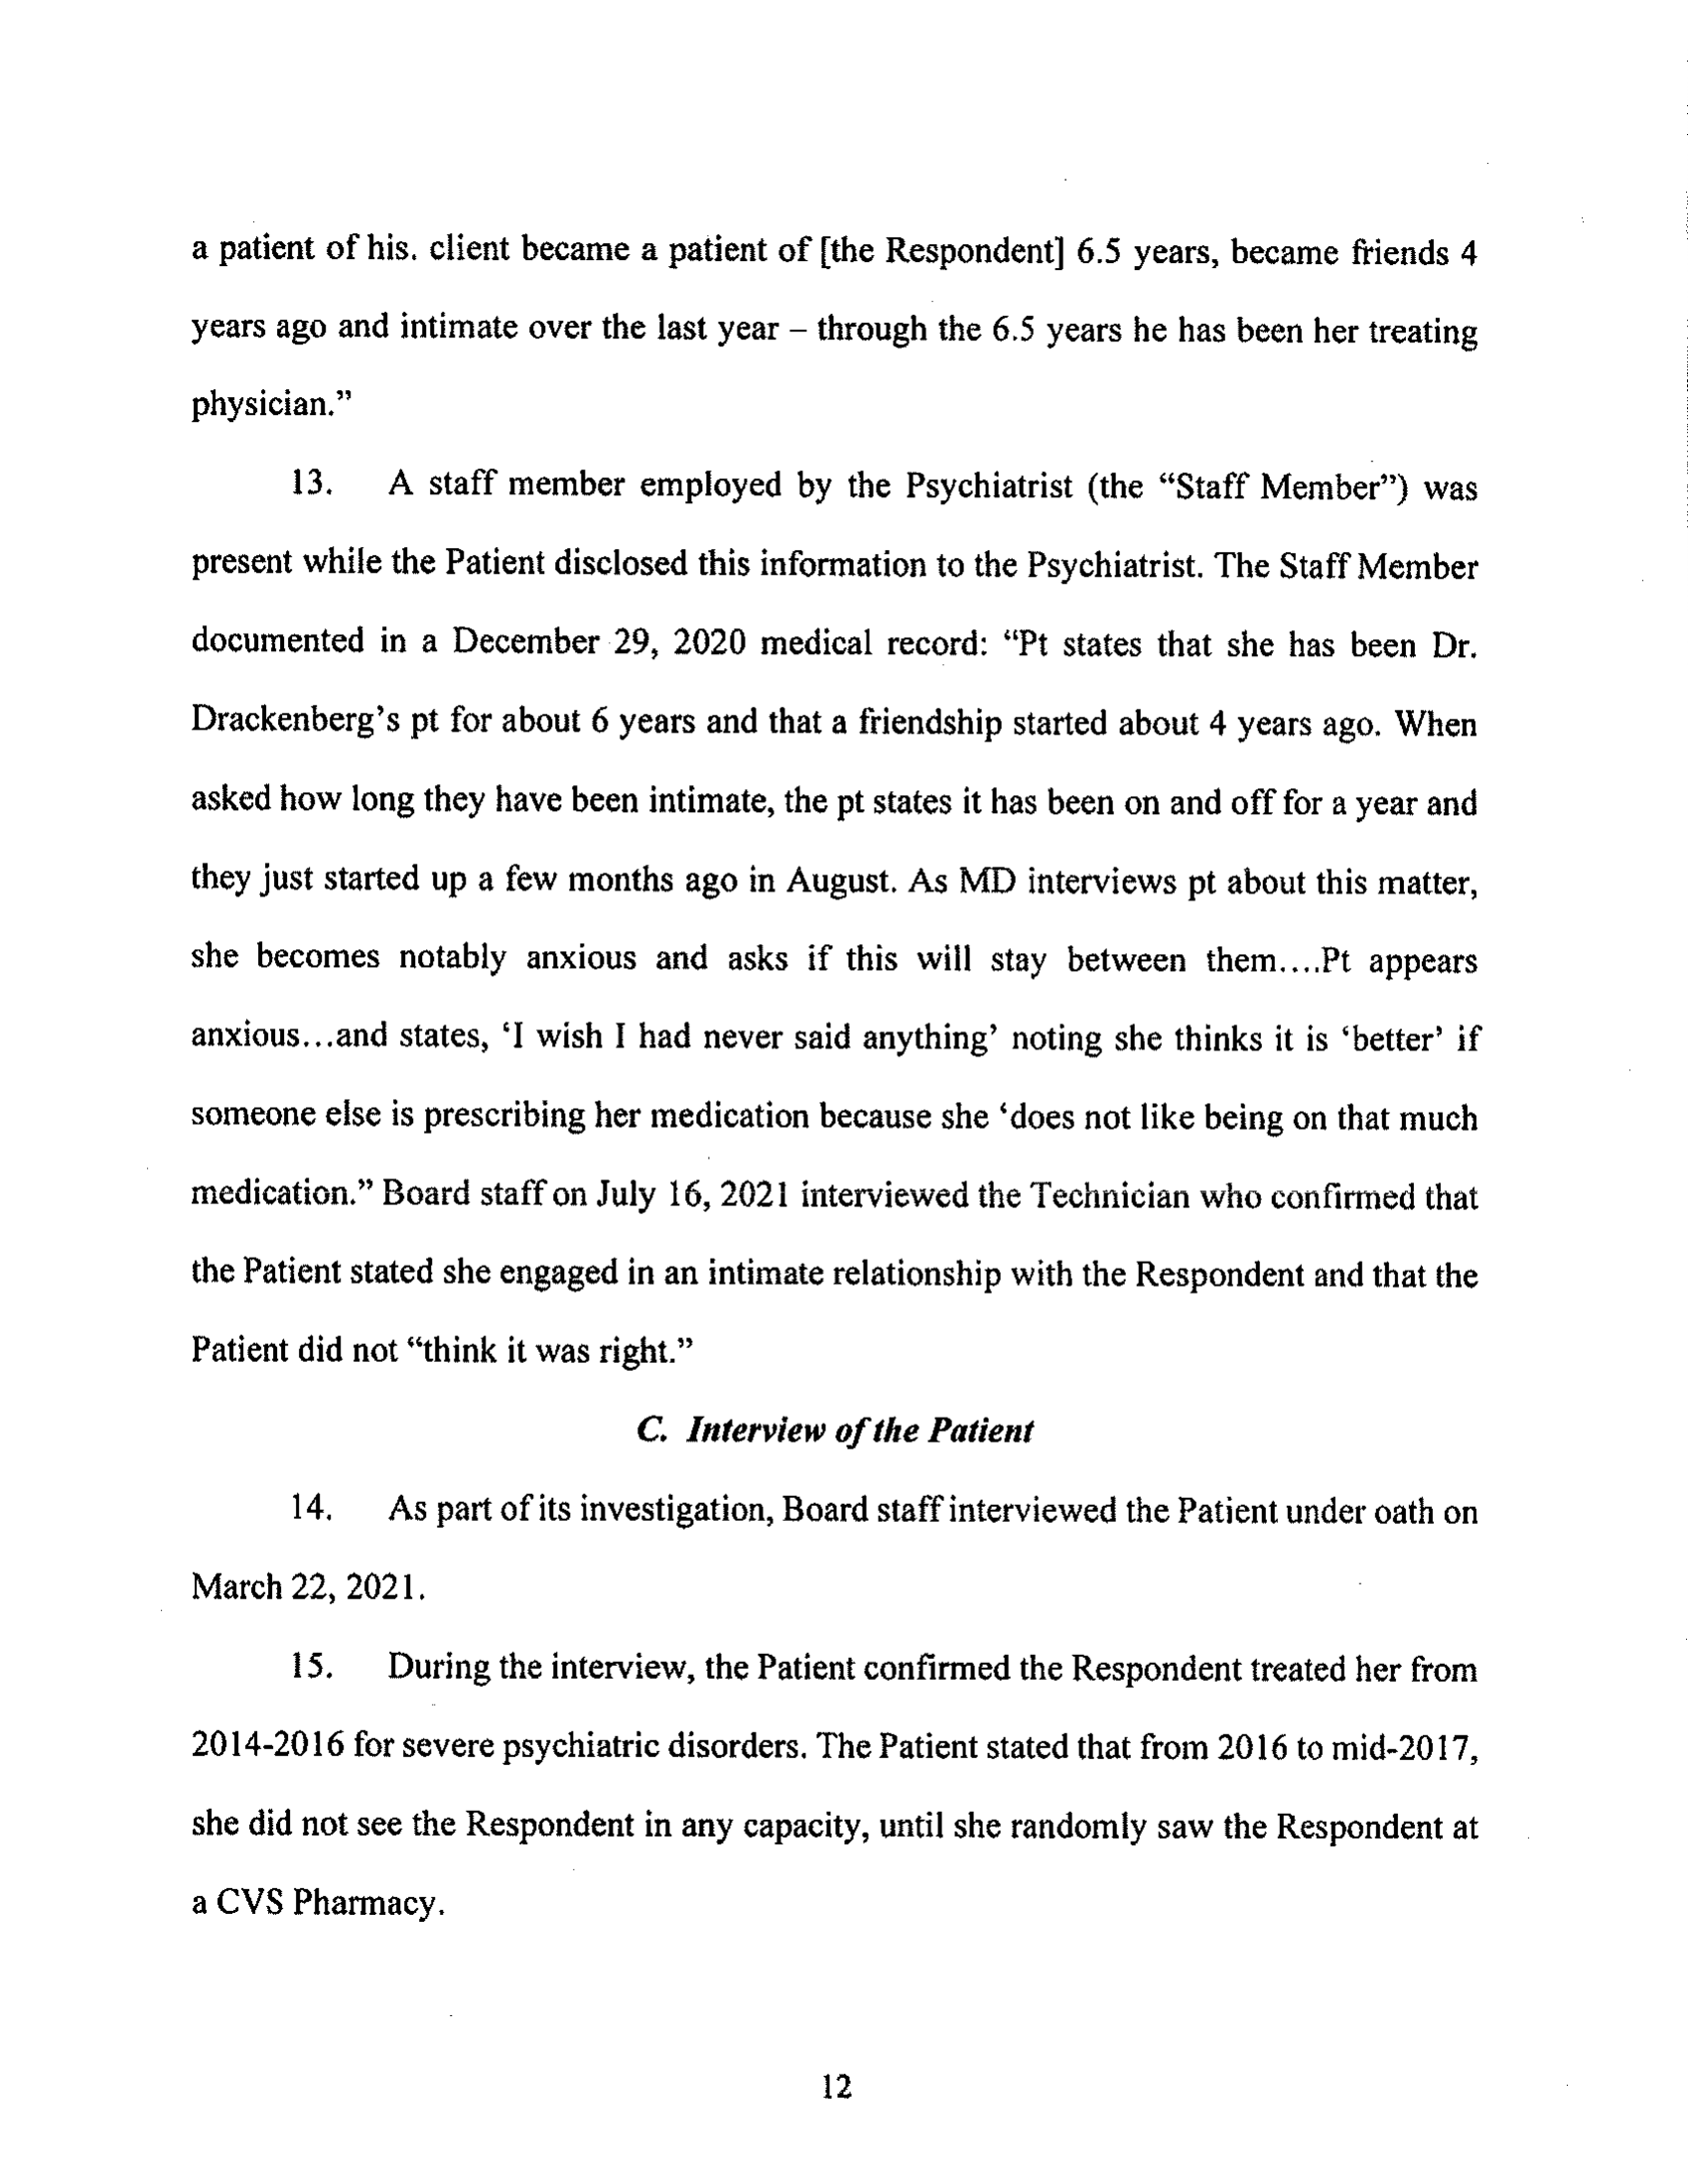 a patient of his. client became a patient of [the Respondent] 6.5 years, became friends 4
years ago and intimate over the last year – through the 6.5 years he has been her treating
physician.”
13. A staff member employed by the Psychiatrist (the “Staff Member”) was
present while the Patient disclosed this information to the Psychiatrist. The Staff Member
documented in a December 29, 2020 medical record: “Pt states that she has been Dr.
Drackenberg’s pt for about 6 years and that a friendship started about 4 years ago. When
asked how long they have been intimate, the pt states it has been on and off for a year and
they just started up a few months ago in August. As MD interviews pt about this matter,
she becomes notably anxious and asks if this will stay between them....Pt appears
anxious...and states, ‘I wish I had never said anything’ noting she thinks it is ‘better’ if
someone else is prescribing her medication because she ‘does not like being on that much
medication.” Board staff on July 16, 2021 interviewed the Technician who confirmed that
the Patient stated she engaged in an intimate relationship with the Respondent and that the
Patient did not “think it was right.”
C. Interview of the Patient
14. As part of its investigation, Board staff interviewed the Patient under oath on
March 22, 2021.
15. During the interview, the Patient confirmed the Respondent treated her from
2014-2016 for severe psychiatric disorders. The Patient stated that from 2016 to mid-2017,
she did not see the Respondent in any capacity, until she randomly saw the Respondent at
a CVS Pharmacy.
12